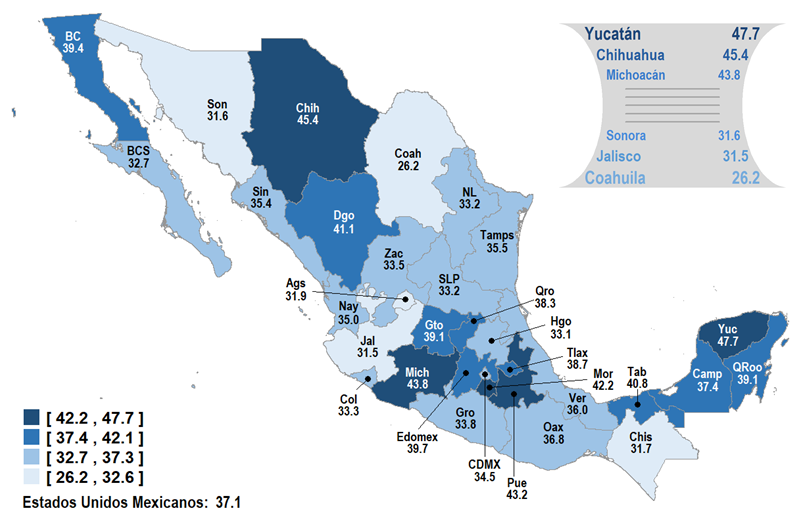 BC
39.4
Son
31.6
Chih
45.4
Yucatán 47.7
Chihuahua 45.4
Michoacán 43.8
Sonora 31.6
Jalisco 31.5
Coahuila 26.2
BCS
32.7
Coah
26.2
Sin
35.4
NL
33.2
Dgo
41.1
Tamps
35.5
Zac
33.5
SLP
33.2
Ags
31.9
Qro
38.3
Nay
35.0
Gto
39.1
Hgo
33.1
Yuc
47.7
Jal
31.5
Tlax
38.7
Mich
43.8
Mor
42.2
Tab
40.8
Camp
37.4
QRoo
39.1
Col
33.3
Ver
36.0
Gro
33.8
Edomex
39.7
Oax
36.8
Chis
31.7
CDMX
34.5
Pue
43.2
[ 42.2 , 47.7 ]
[ 37.4 , 42.1 ]
[ 32.7 , 37.3 ]
[ 26.2 , 32.6 ]
Estados Unidos Mexicanos: 37.1